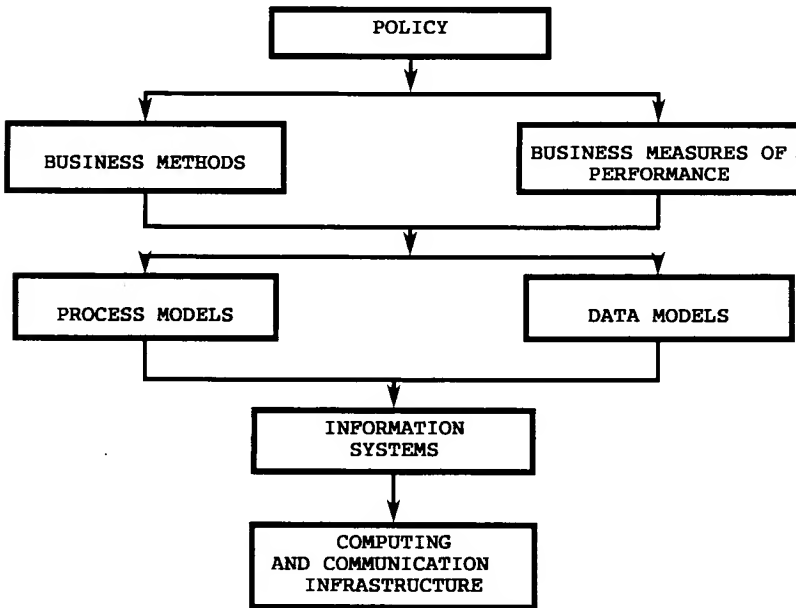 POLICY
BUSINESS METHODS
BUSINESS MEASURES OF
PERFORMANCE
PROCESS MODELS
DATA MODELS
INFORMATION
SYSTEMS
COMPUTING
AND COMMUNICATION
INFRASTRUCTURE